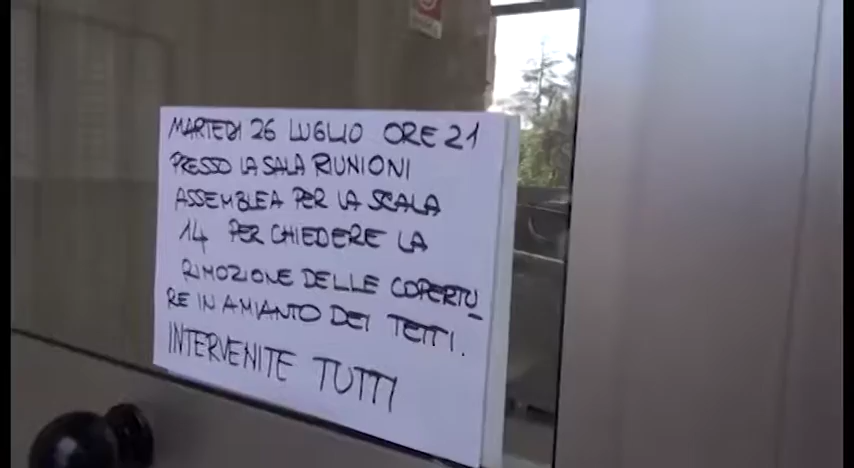 MARTEDI 26 LUGLIO ORE 21
PRESSO LA SALA RIUNIONI
ASSEMBLEA PER LA SCALA
14 PER CHIEDERE LA
RIMOZIONE DELLE COPERTU
RE IN AMIANTO DEI TETTI.
INTERVENITE TUTTI